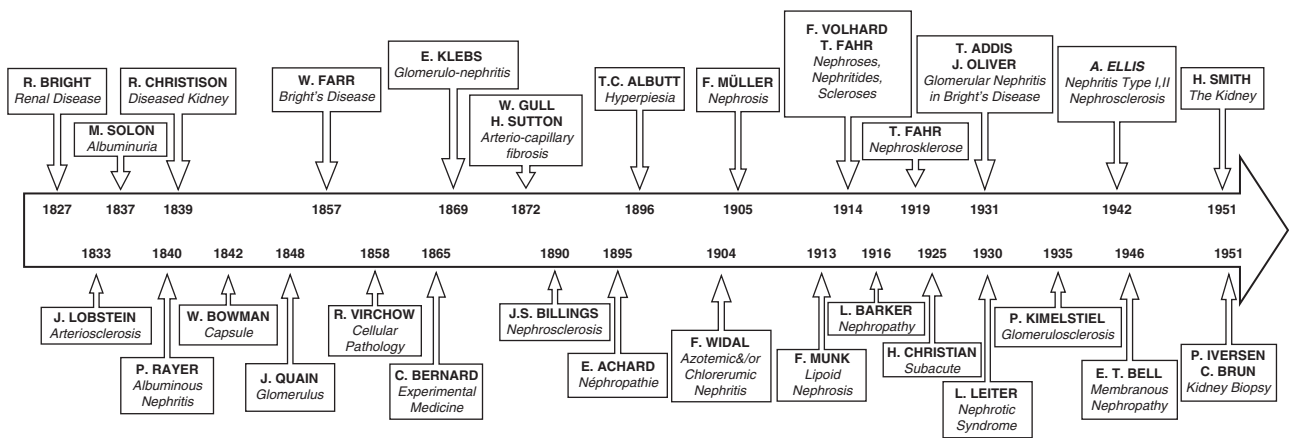 R. BRIGHT
Renal Disease
M. SOLON
Albuminuria
R. CHRISTISON
Diseased Kidney
W. FARR
Bright's Disease
E. KLEBS
Glomerulo-nephritis
W. GULL
H. SUTTON
Arterio-capillary
fibrosis
T.C. ALBUTT
Hyperpiesia
F. MÜLLER
Nephrosis
F. VOLHARD
T. FAHR
Nephroses,
Nephritides,
Scleroses
T. FAHR
Nephrosklerose
T. ADDIS
J. OLIVER
Glomerular Nephritis
in Bright's Disease
A. ELLIS
Nephritis Type I,II
Nephrosclerosis
H. SMITH
The Kidney
1827 1837 1839 1857 1869 1872 1896 1905 1914 1919 1931 1942 1951
1833 1840 1842 1848 1858 1865 1890 1895 1904 1913 1916 1925 1930 1935 1946 1951
J. LOBSTEIN
Arteriosclerosis
P. RAYER
Albuminous
Nephritis
W. BOWMAN
Capsule
J. QUAIN
Glomerulus
R. VIRCHOW
Cellular
Pathology
C. BERNARD
Experimental
Medicine
J.S. BILLINGS
Nephrosclerosis
E. ACHARD
Néphropathie
F. WIDAL
Azotemic&/or
Chlorerumic
Nephritis
F. MUNK
Lipoid
Nephrosis
L. BARKER
Nephropathy
H. CHRISTIAN
Subacute
L. LEITER
Nephrotic
Syndrome
P. KIMELSTIEL
Glomerulosclerosis
E. T. BELL
Membranous
Nephropathy
P. IVERSEN
C. BRUN
Kidney Biopsy